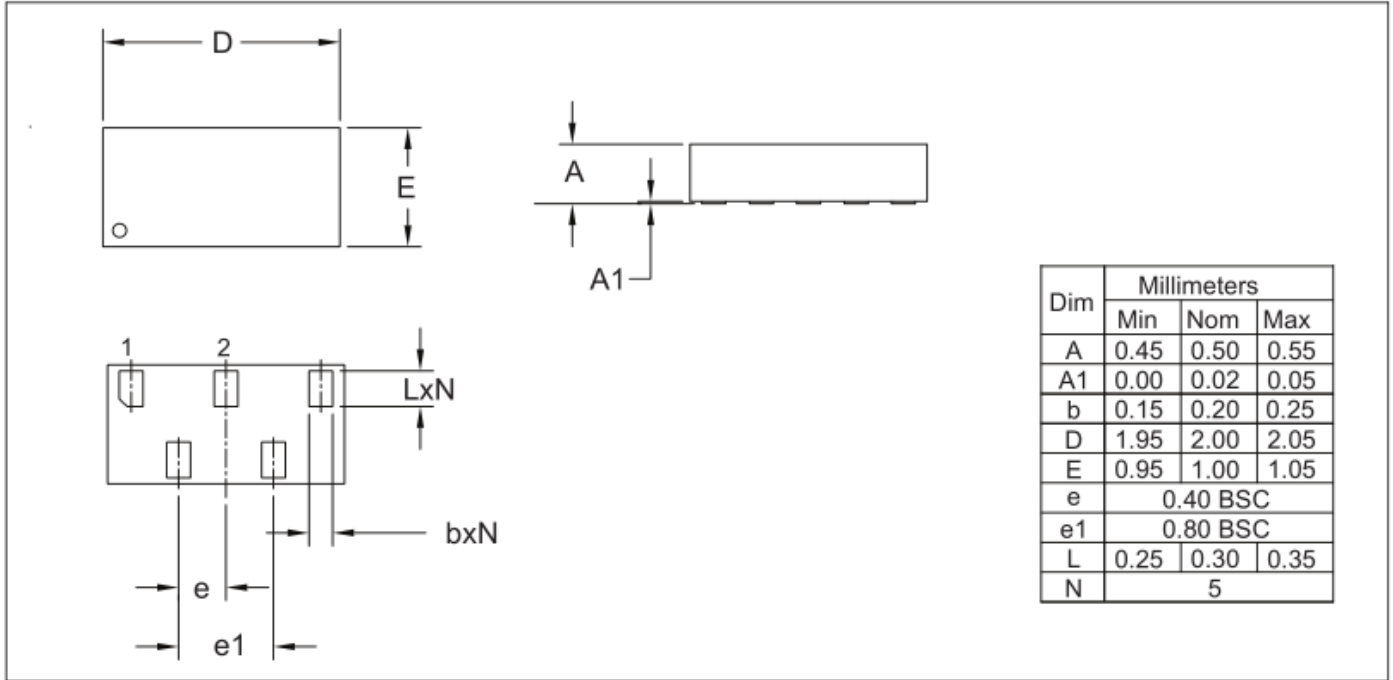 D
E
A
A1
1 2
LxN
bxN
e
e1
Dim Millimeters
Min Nom Max
A 0.45 0.50 0.55
A1 0.00 0.02 0.05
b 0.15 0.20 0.25
D 1.95 2.00 2.05
E 0.95 1.00 1.05
e 0.40 BSC
e1 0.80 BSC
L 0.25 0.30 0.35
N 5